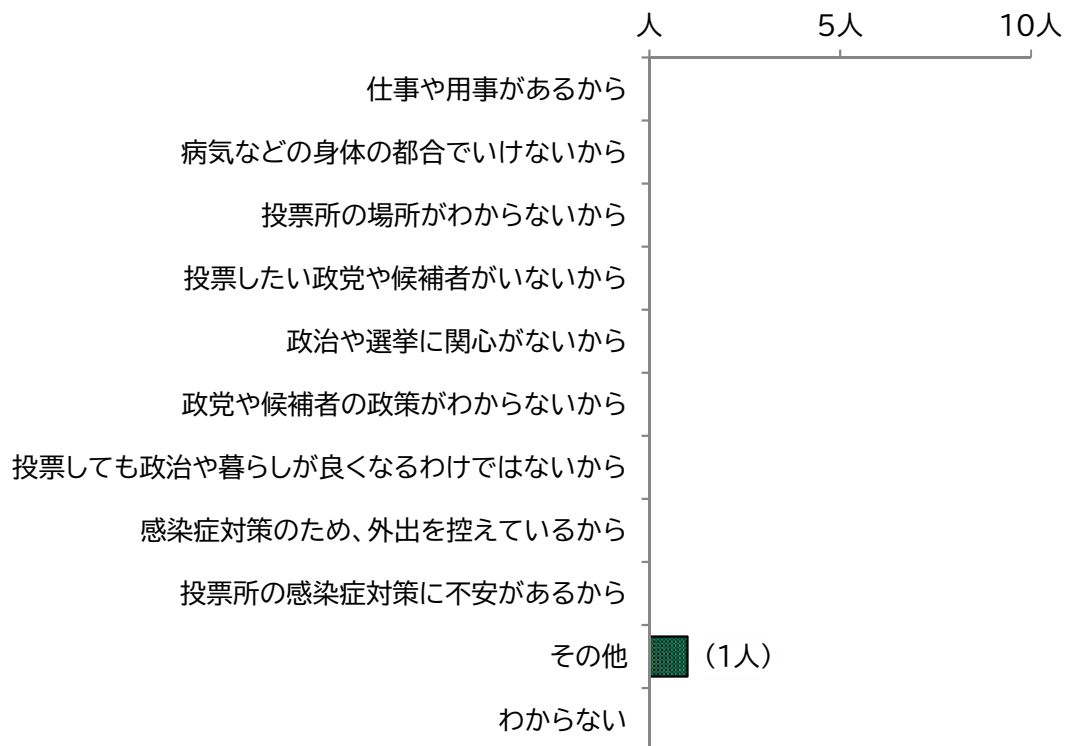 人 5人 10人
仕事や用事があるから
病気などの身体の都合でいけないから
投票所の場所がわからないから
投票したい政党や候補者がいないから
政治や選挙に関心がないから
政党や候補者の政策がわからないから
投票しても政治や暮らしが良くなるわけではないから
感染症対策のため、外出を控えているから
投票所の感染症対策に不安があるから
その他 （1人）
わからない